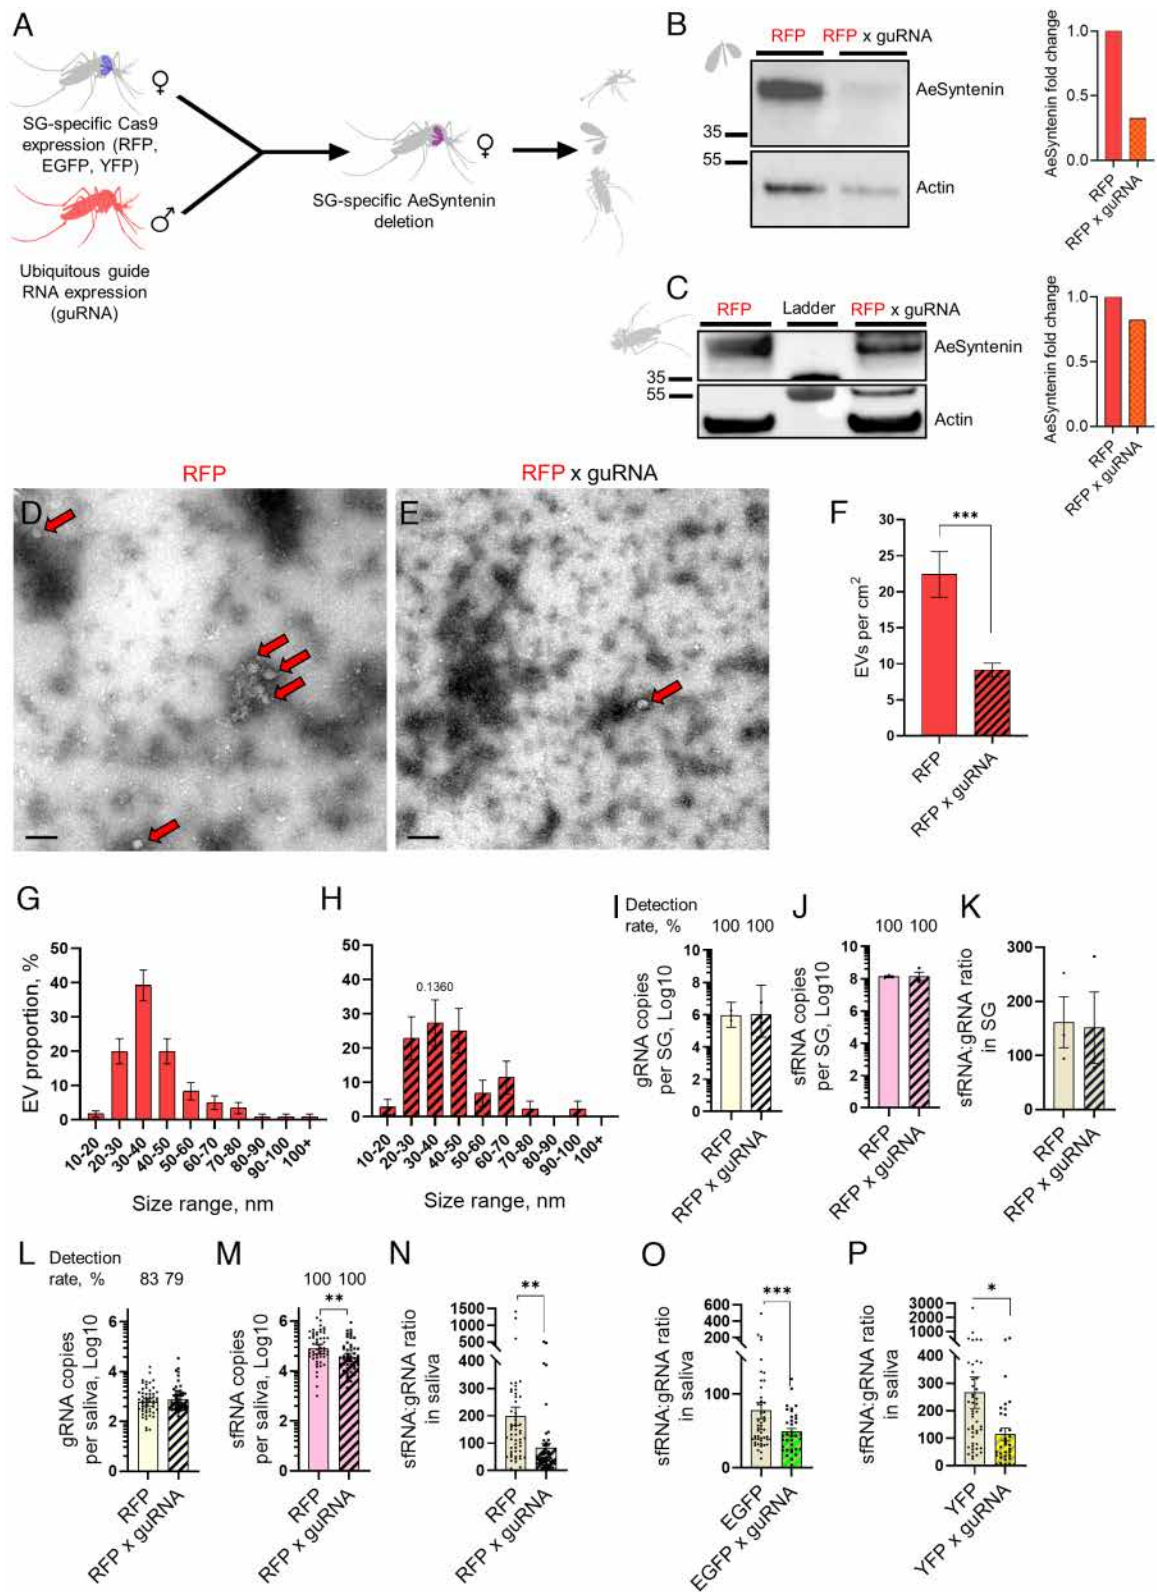 A
♀
SG-specific Cas9
expression (RFP,
EGFP, YFP)
♂
Ubiquitous guide
RNA expression
(guRNA)
♀
SG-specific AeSyntenin
deletion
B
RFP RFP x guRNA
AeSyntenin
35
55
Actin
AeSyntenin fold change
1.0
0.5
0.0
RFP
RFP x guRNA
C
RFP Ladder RFP x guRNA
AeSyntenin
35
55
Actin
AeSyntenin fold change
1.0
0.5
0.0
RFP
RFP x guRNA
RFP
D
RFP x guRNA
E
F
EVs per cm2
30
25
20
15
10
5
0
***
RFP
RFP x guRNA
G
EV proportion, %
50
40
30
20
10
0
10-20
20-30
30-40
40-50
50-60
60-70
70-80
80-90
90-100
100+
Size range, nm
H
50
40
30
20
10
0
0.1360
10-20
20-30
30-40
40-50
50-60
60-70
70-80
80-90
90-100
100+
Size range, nm
I
Detection
rate, %
100 100
gRNA copies
per SG, Log10
10
8
6
4
2
0
RFP
RFP x guRNA
J
100 100
sfRNA copies
per SG, Log10
10
8
6
4
2
0
RFP
RFP x guRNA
K
sfRNA:gRNA ratio
in SG
300
200
100
0
RFP
RFP x guRNA
L
Detection
rate, %
83 79
gRNA copies
per saliva, Log10
6
4
2
0
RFP
RFP x guRNA
M
100 100
**
sfRNA copies
per saliva, Log10
6
4
2
0
RFP
RFP x guRNA
N
**
sfRNA:gRNA ratio
in saliva
1500
1000
500
400
300
200
100
0
RFP
RFP x guRNA
O
***
sfRNA:gRNA ratio
in saliva
600
400
200
100
0
EGFP
EGFP x guRNA
P
*
sfRNA:gRNA ratio
in saliva
3000
2000
1000
400
300
200
100
0
YFP
YFP x guRNA